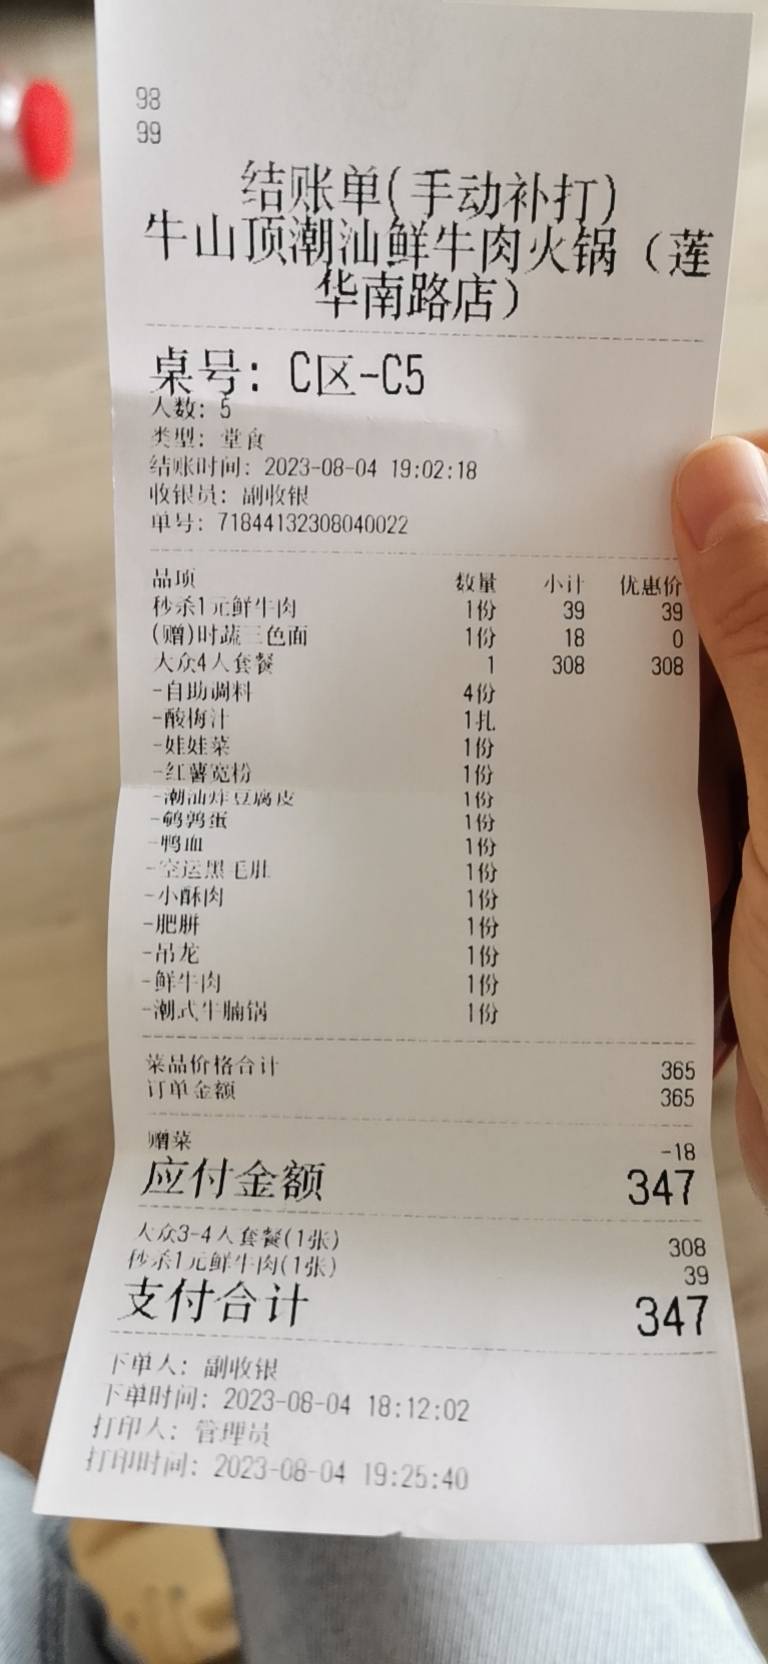 98
99
结账单(手动补打)
牛山顶潮汕鲜牛肉火锅（莲
华南路店）
桌号: C区-C5
人数: 5
类型: 堂食
结账时间: 2023-08-04 19:02:18
收银员: 副收银
单号: 71844132308040022
品项 数量 小计 优惠价
秒杀1元鲜牛肉 1份 39 39
(赠)时蔬三色面 1份 18 0
大众4人套餐 1 308 308
-自助调料 4份
-酸梅汁 1扎
-娃娃菜 1份
-红薯宽粉 1份
-潮汕炸豆腐皮 1份
-鹌鹑蛋 1份
-鸭血 1份
-空运黑毛肚 1份
-小酥肉 1份
-肥胼 1份
-吊龙 1份
-鲜牛肉 1份
-潮式牛腩锅 1份
菜品价格合计 365
订单金额 365
赠菜 -18
应付金额 347
大众3-4人套餐(1张) 308
秒杀1元鲜牛肉(1张) 39
支付合计 347
下单人: 副收银
下单时间: 2023-08-04 18:12:02
打印人: 管理员
打印时间: 2023-08-04 19:25:40